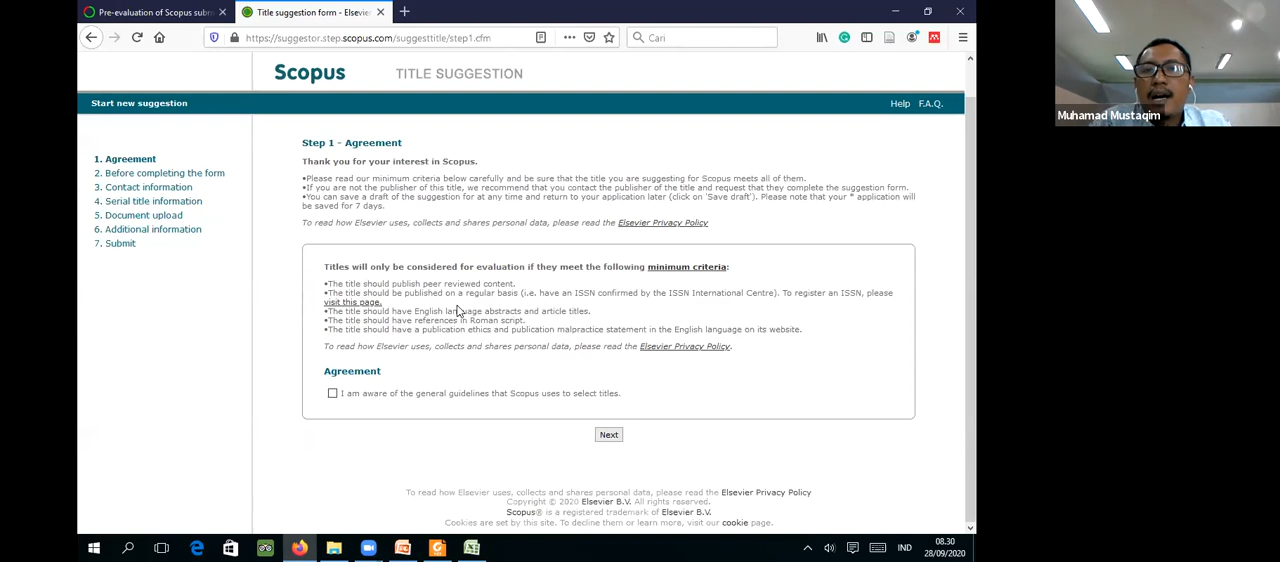 Pre-evaluation of Scopus subm
Title suggestion form - Elsevier
https://suggestor.step.scopus.com/suggesttitle/step1.cfm
Cari
Scopus
TITLE SUGGESTION
Start new suggestion
Help F.A.Q.
1. Agreement
2. Before completing the form
3. Contact information
4. Serial title information
5. Document upload
6. Additional information
7. Submit
Step 1 - Agreement
Thank you for your interest in Scopus.
•Please read our minimum criteria below carefully and be sure that the title you are suggesting for Scopus meets all of them.
•If you are not the publisher of this title, we recommend that you contact the publisher of the title and request that they complete the suggestion form.
•You can save a draft of the suggestion for at any time and return to your application later (click on 'Save draft'). Please note that your * application
will be saved for 7 days.
To read how Elsevier uses, collects and shares personal data, please read the Elsevier Privacy Policy
Titles will only be considered for evaluation if they meet the following minimum criteria:
•The title should publish peer reviewed content.
•The title should be published on a regular basis (i.e. have an ISSN confirmed by the ISSN International Centre). To register an ISSN, please
visit this page.
•The title should have English language abstracts and article titles.
•The title should have references in Roman script.
•The title should have a publication ethics and publication malpractice statement in the English language on its website.
To read how Elsevier uses, collects and shares personal data, please read the Elsevier Privacy Policy.
Agreement
I am aware of the general guidelines that Scopus uses to select titles.
Next
To read how Elsevier uses, collects and shares personal data, please read the Elsevier Privacy Policy
Copyright © 2020 Elsevier B.V. All rights reserved.
Scopus® is a registered trademark of Elsevier B.V.
Cookies are set by this site. To decline them or learn more, visit our cookie page.
IND
08.30
28/09/2020
Muhamad Mustaqim